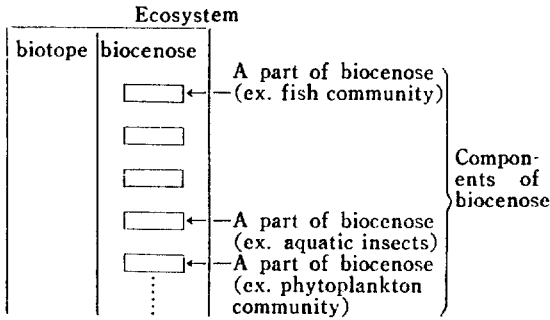 Ecosystem
biotope
biocenose
A part of biocenose
(ex. fish community)
A part of biocenose
(ex. aquatic insects)
A part of biocenose
(ex. phytoplankton
community)
Compon-
ents of
biocenose